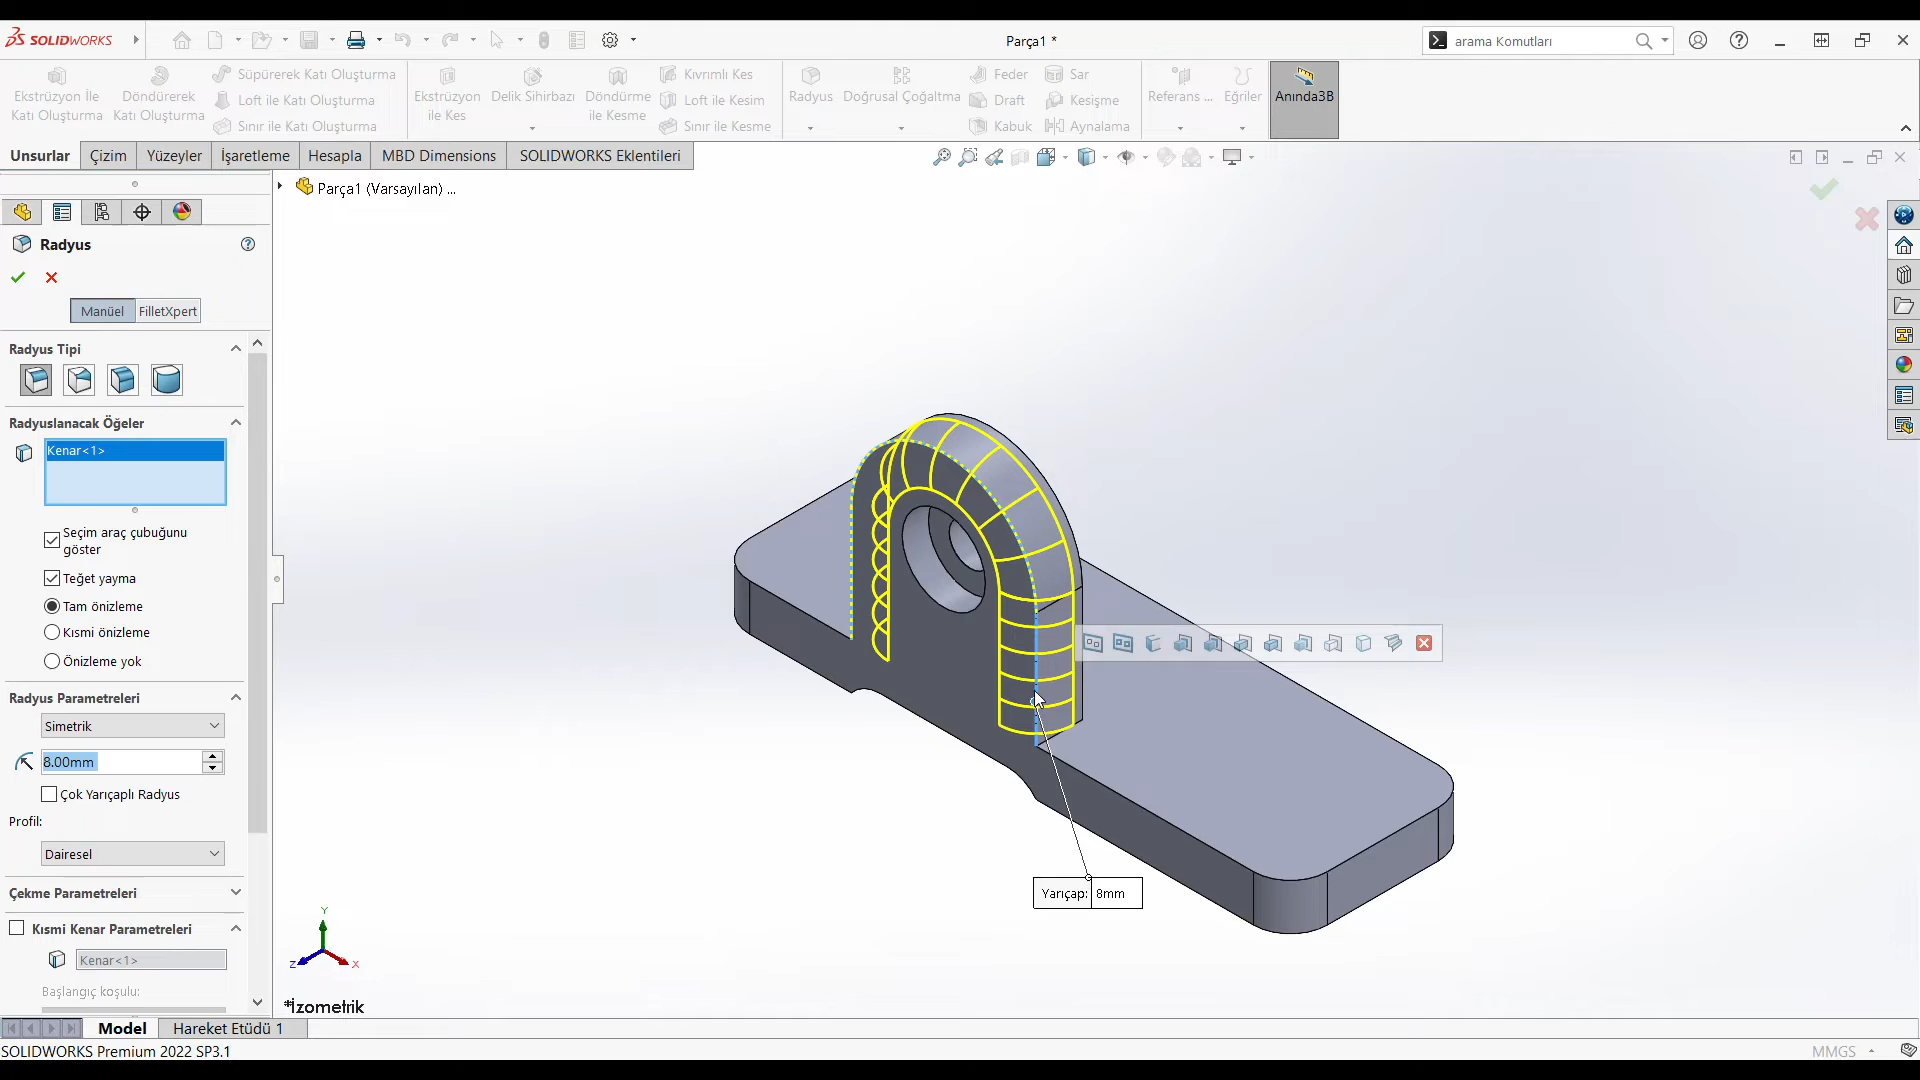 SOLIDWORKS
Parça1 *
arama Komutları
Ekstrüzyon İle
Katı Oluşturma
Döndürerek
Katı Oluşturma
Süpürerek Katı Oluşturma
Loft ile Katı Oluşturma
Sınır ile Katı Oluşturma
Ekstrüzyon
ile Kes
Delik Sihirbazı
Döndürme
ile Kesme
Kıvrımlı Kes
Loft ile Kesim
Sınır ile Kesme
Radyus
Doğrusal Çoğaltma
Feder
Draft
Kabuk
Sar
Kesişme
Aynalama
Referans ...
Eğriler
Anında3B
Unsurlar
Çizim
Yüzeyler
İşaretleme
Hesapla
MBD Dimensions
SOLIDWORKS Eklentileri
Parça1 (Varsayılan) ...
Radyus
Manüel
FilletXpert
Radyus Tipi
Radyuslanacak Öğeler
Kenar<1>
Seçim araç çubuğunu
göster
Teğet yayma
Tam önizleme
Kısmi önizleme
Önizleme yok
Radyus Parametreleri
Simetrik
8.00mm
Çok Yarıçaplı Radyus
Profil:
Dairesel
Çekme Parametreleri
Kısmi Kenar Parametreleri
Kenar<1>
Başlangıç koşulu:
Yarıçap: 8mm
Y
Z
X
*İzometrik
Model
Hareket Etüdü 1
SOLIDWORKS Premium 2022 SP3.1
MMGS